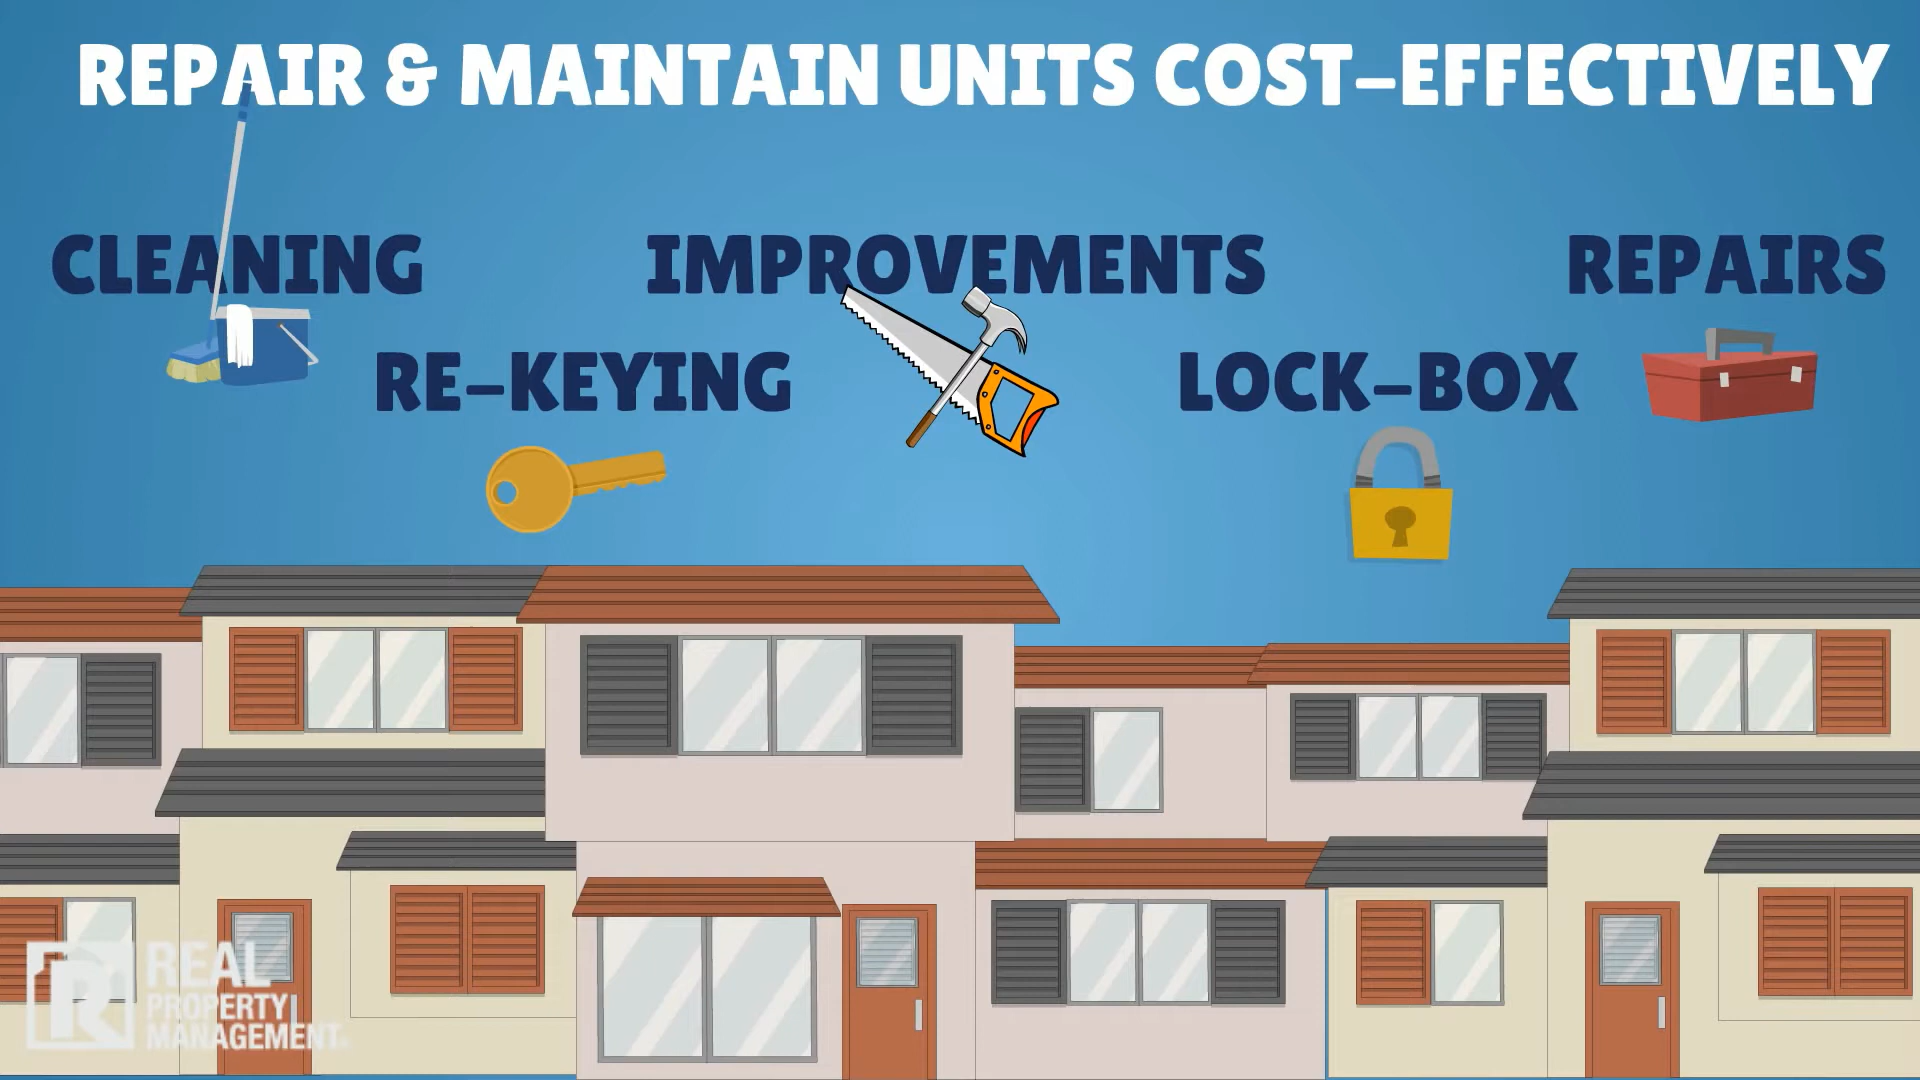 REPAIR & MAINTAIN UNITS COST-EFFECTIVELY
CLEANING
IMPROVEMENTS
REPAIRS
RE-KEYING
LOCK-BOX
REAL
PROPERTY
MANAGEMENT